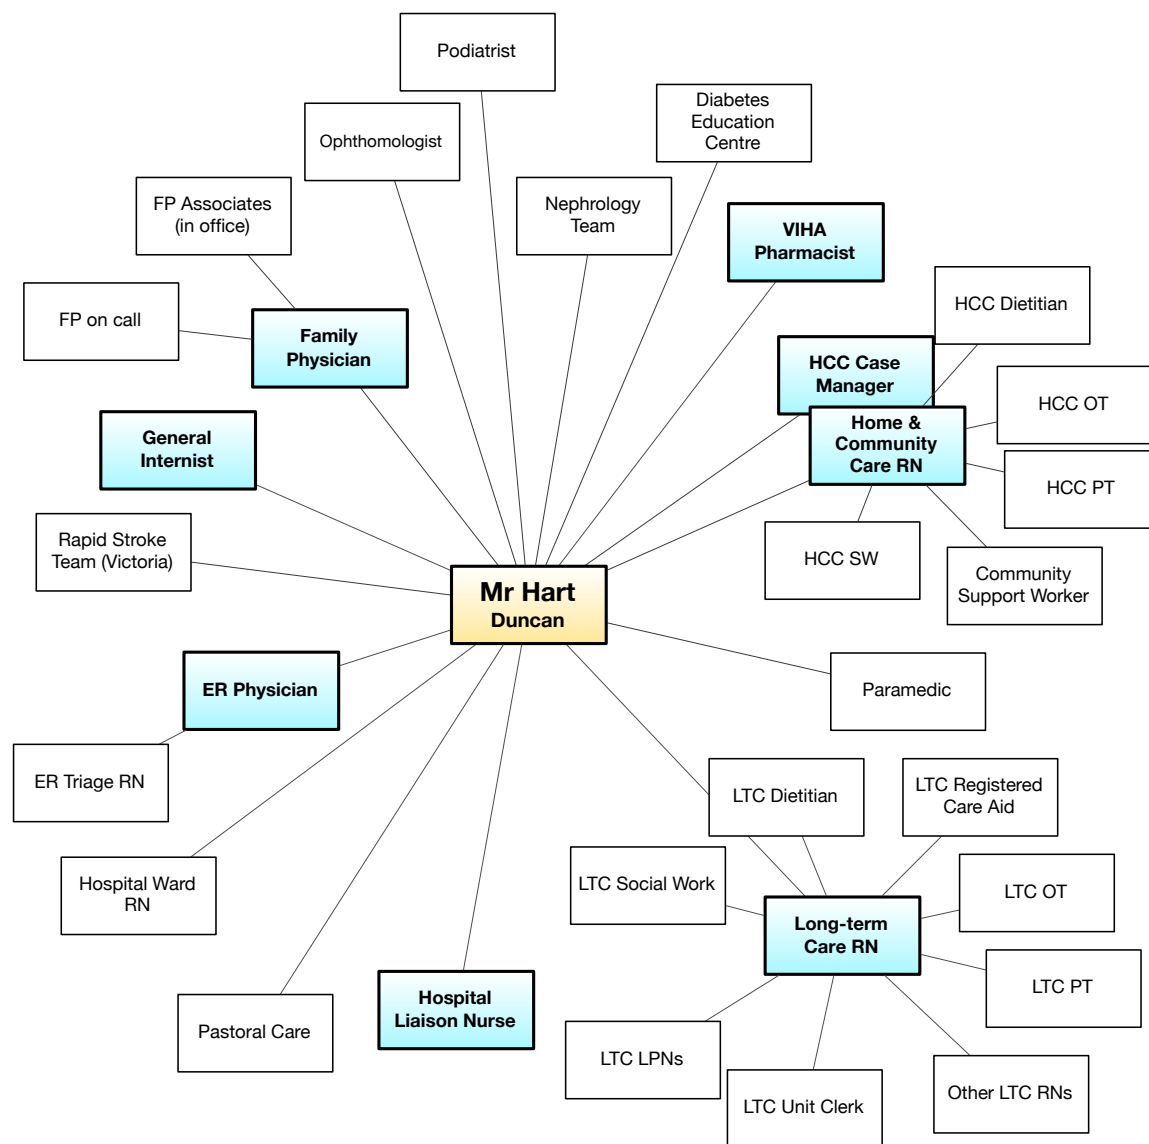 Podiatrist
Diabetes
Education
Centre
Ophthomologist
FP Associates
(in office)
Nephrology
Team
VIHA
Pharmacist
HCC Dietitian
FP on call
Family
Physician
HCC Case
Manager
HCC OT
General
Internist
Home &
Community
Care RN
HCC PT
Rapid Stroke
Team (Victoria)
HCC SW
Community
Support Worker
Mr Hart
Duncan
ER Physician
Paramedic
ER Triage RN
LTC Dietitian
LTC Registered
Care Aid
Hospital Ward
RN
LTC Social Work
LTC OT
Long-term
Care RN
LTC PT
Hospital
Liaison Nurse
Pastoral Care
LTC LPNs
LTC Unit Clerk
Other LTC RNs